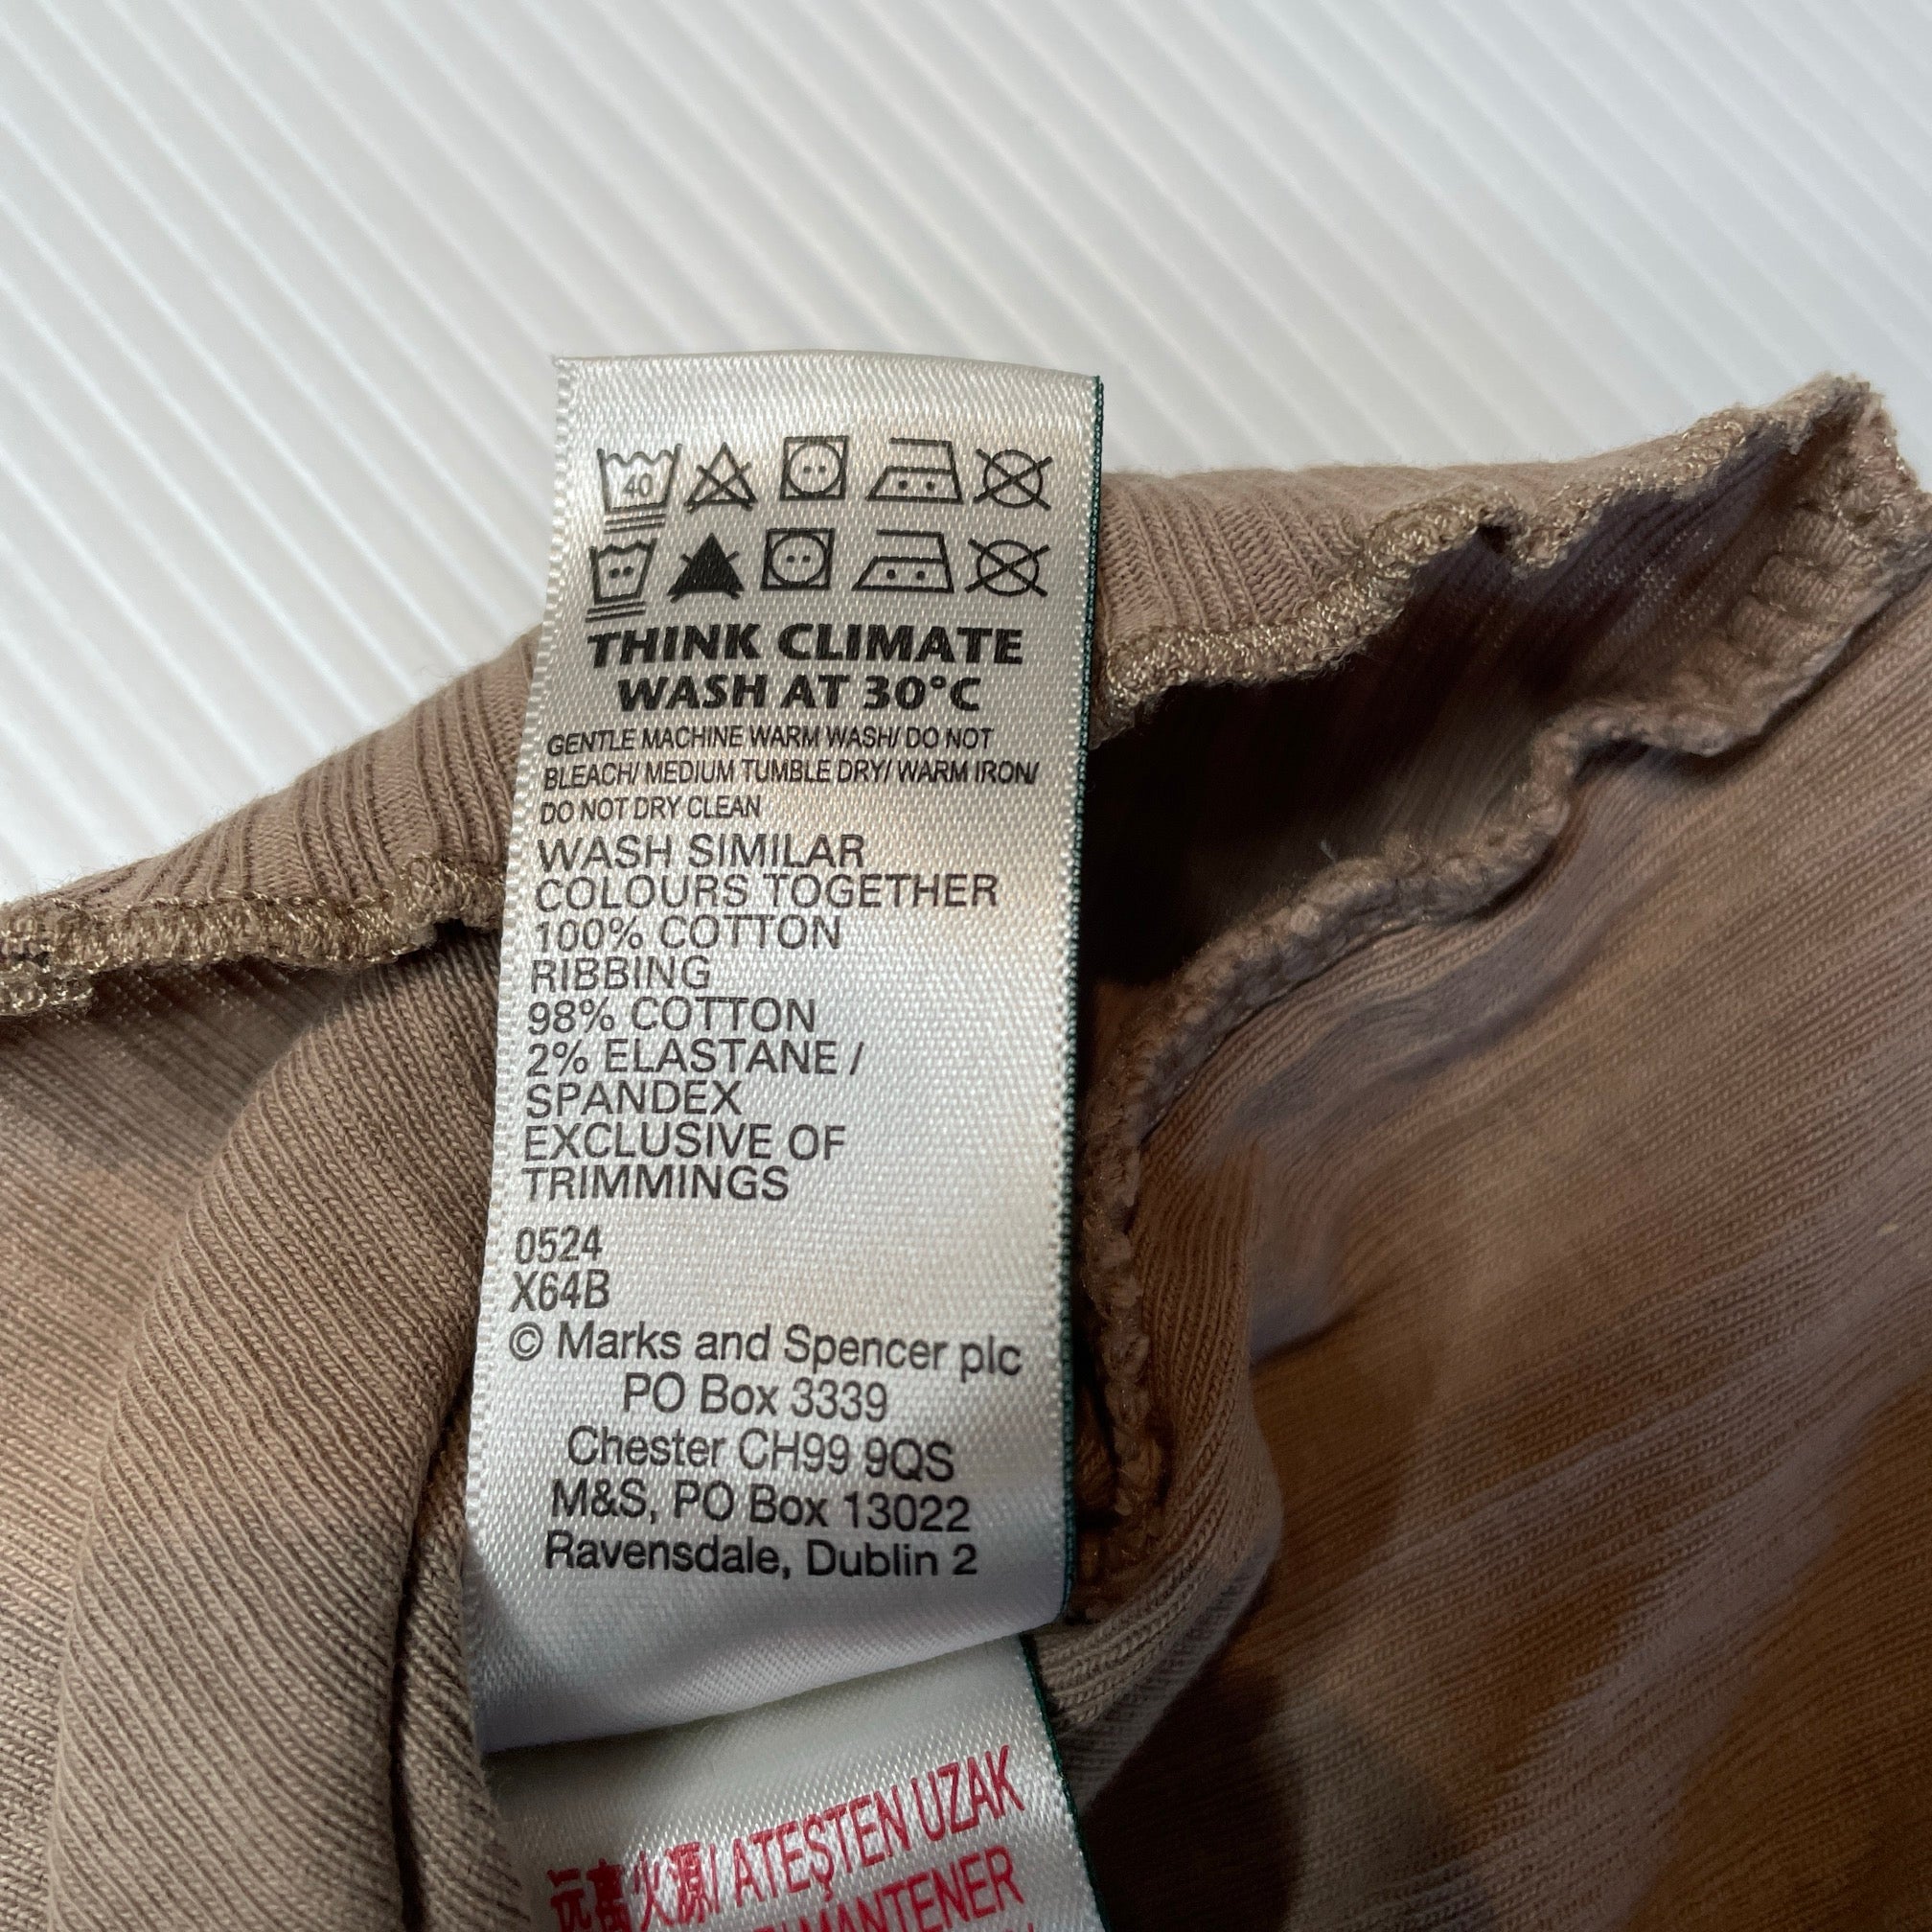 40
THINK CLIMATE
WASH AT 30°C
GENTLE MACHINE WARM WASH/ DO NOT
BLEACH/ MEDIUM TUMBLE DRY/ WARM IRON/
DO NOT DRY CLEAN
WASH SIMILAR
COLOURS TOGETHER
100% COTTON
RIBBING
98% COTTON
2% ELASTANE /
SPANDEX
EXCLUSIVE OF
TRIMMINGS
0524
X64B
© Marks and Spencer plc
PO Box 3339
Chester CH99 9QS
M&S, PO Box 13022
Ravensdale, Dublin 2
远离火源/ ATEŞTEN UZAK
MANTENER